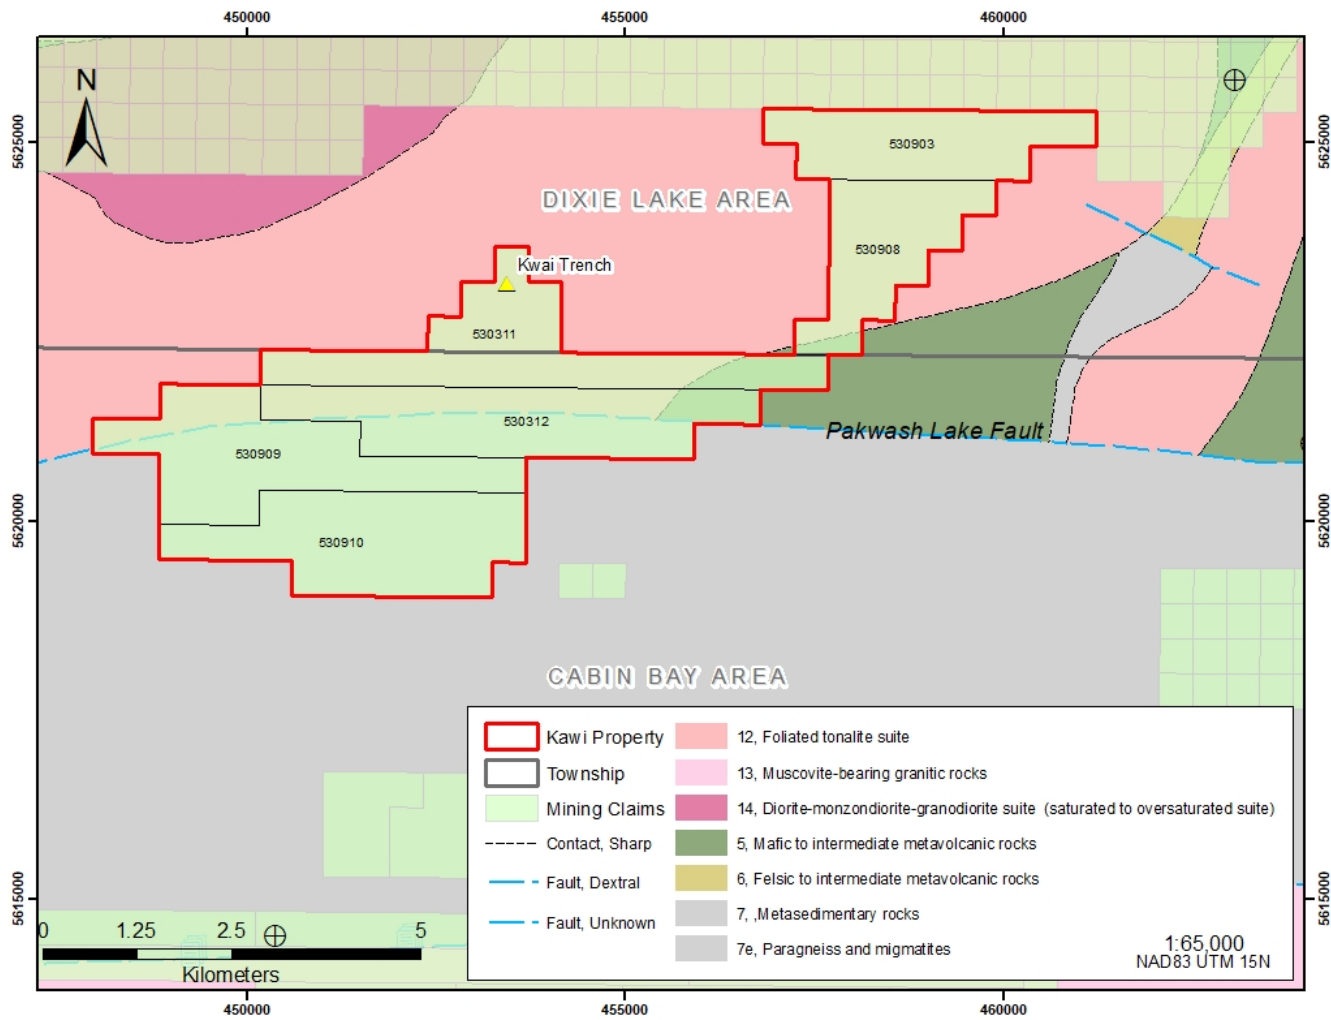 450000
455000
460000
N
5625000
5625000
530903
DIXIE LAKE AREA
530908
Kwai Trench
530311
530312
Pakwash Lake Fault
530909
5620000
5620000
530910
CABIN BAY AREA
Kawi Property
12, Foliated tonalite suite
Township
13, Muscovite-bearing granitic rocks
Mining Claims
14, Diorite-monzondiorite-granodiorite suite (saturated to oversaturated suite)
Contact, Sharp
5, Mafic to intermediate metavolcanic rocks
Fault, Dextral
6, Felsic to intermediate metavolcanic rocks
Fault, Unknown
7, ,Metasedimentary rocks
7e, Paragneiss and migmatites
5615000
5615000
0 1.25 2.5 5
Kilometers
1:65,000
NAD83 UTM 15N
450000
455000
460000